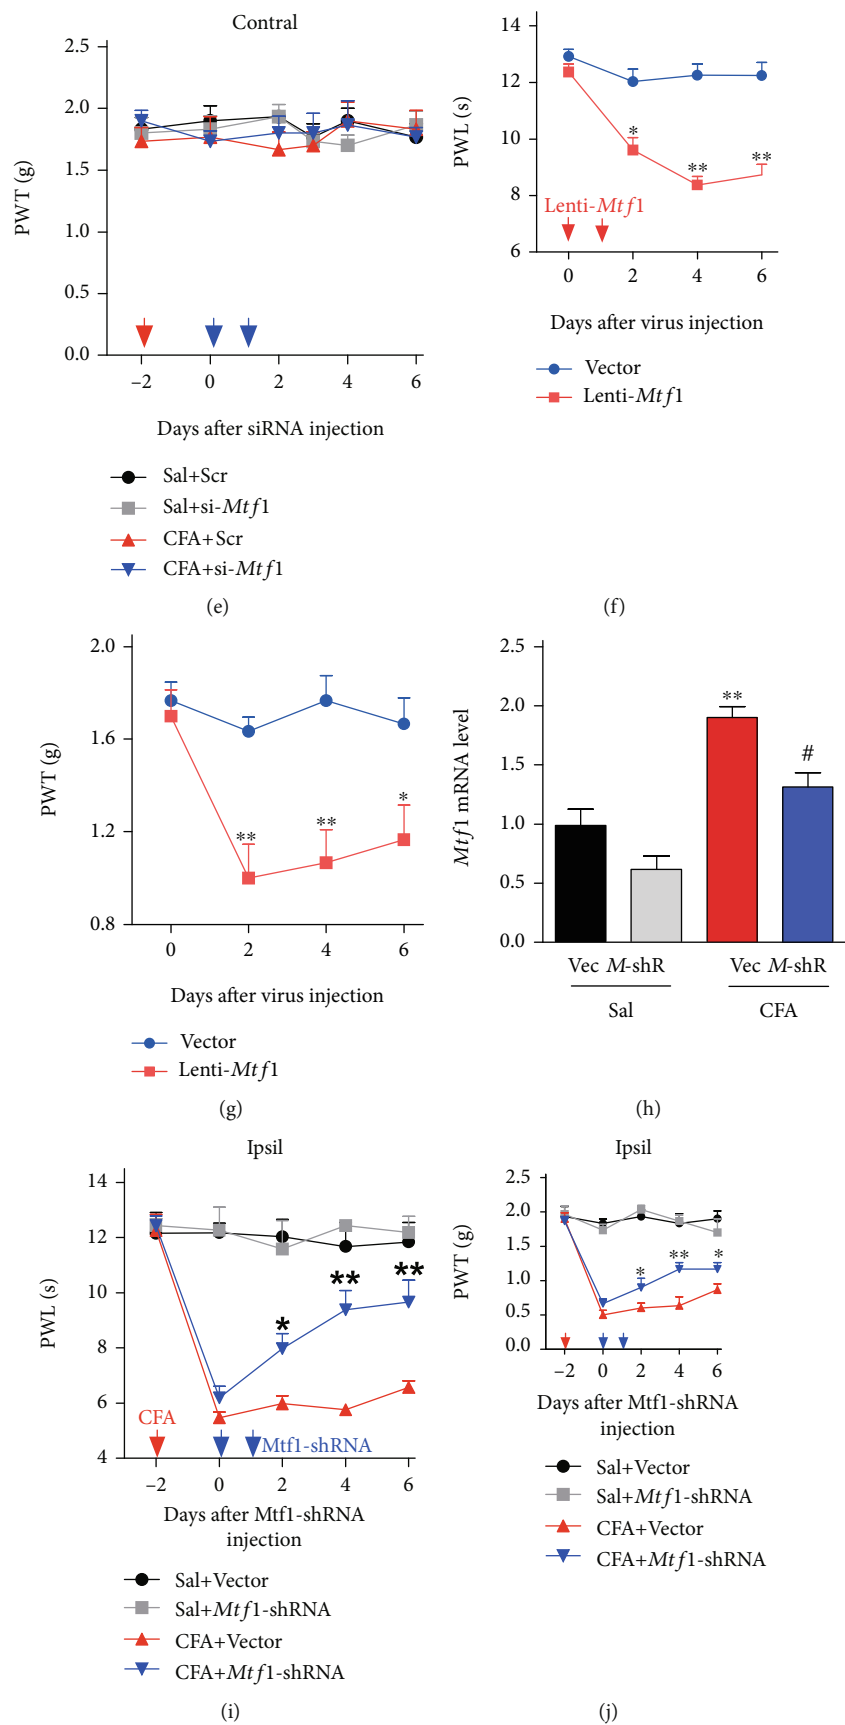 Contral
2.5
2.0
1.5
1.0
0.5
0.0
PWT (g)
−2 0 2 4 6
Days after siRNA injection
Sal+Scr
Sal+si-Mtf1
CFA+Scr
CFA+si-Mtf1
(e)
14
12
10
8
6
PWL (s)
* ** **
Lenti-Mtf1
0 2 4 6
Days after virus injection
Vector
Lenti-Mtf1
(f)
2.0
1.6
1.2
0.8
PWT (g)
** ** *
0 2 4 6
Days after virus injection
Vector
Lenti-Mtf1
(g)
2.5
2.0
1.5
1.0
0.5
0.0
Mtf1 mRNA level
**
#
Vec M-shR Vec M-shR
Sal CFA
(h)
Ipsil
14
12
10
8
6
4
PWL (s)
* ** **
CFA
Mtf1-shRNA
−2 0 2 4 6
Days after Mtf1-shRNA
injection
Sal+Vector
Sal+Mtf1-shRNA
CFA+Vector
CFA+Mtf1-shRNA
(i)
Ipsil
2.5
2.0
1.5
1.0
0.5
0.0
PWT (g)
* ** *
−2 0 2 4 6
Days after Mtf1-shRNA
injection
Sal+Vector
Sal+Mtf1-shRNA
CFA+Vector
CFA+Mtf1-shRNA
(j)